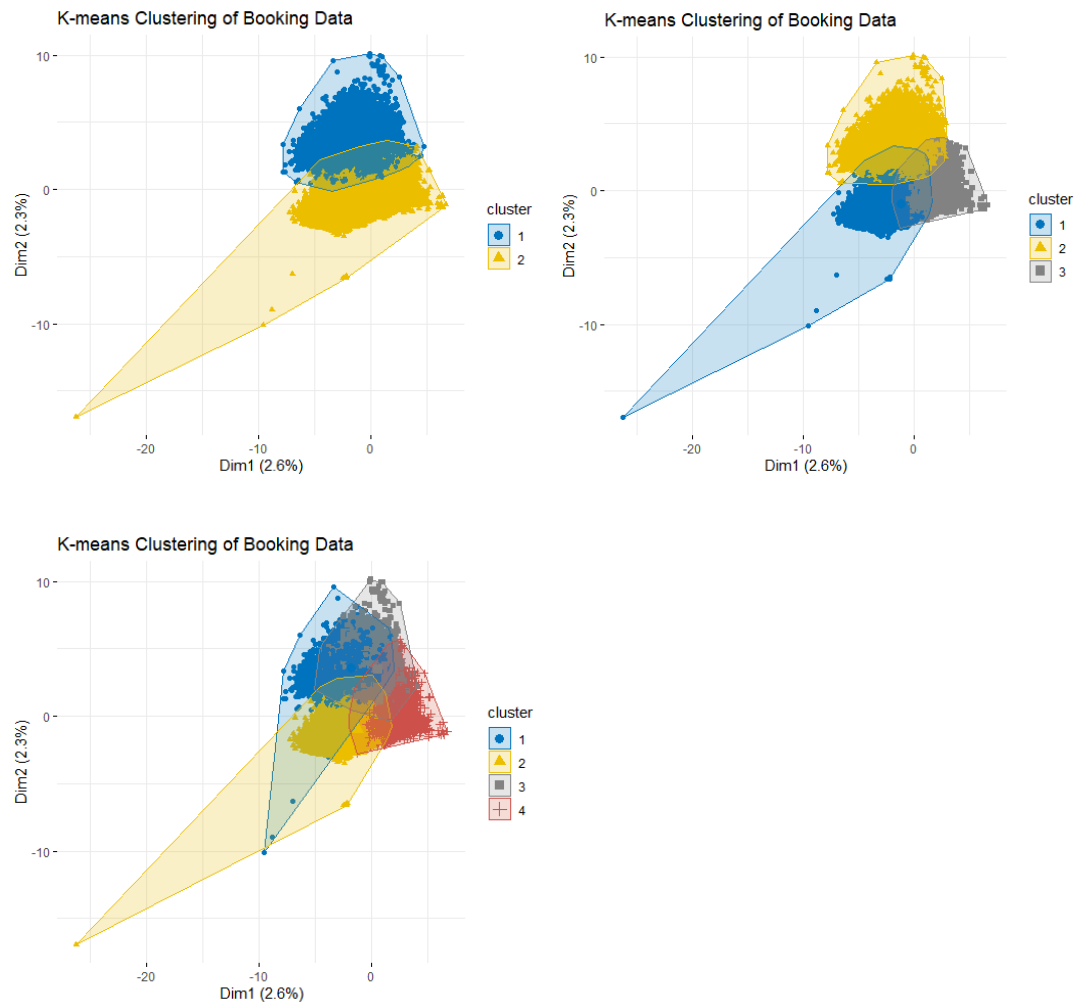 K-means Clustering of Booking Data
10
0
-10
Dim2 (2.3%)
-20
-10
0
Dim1 (2.6%)
cluster
1
2
K-means Clustering of Booking Data
10
0
-10
Dim2 (2.3%)
-20
-10
0
Dim1 (2.6%)
cluster
1
2
3
K-means Clustering of Booking Data
10
0
-10
Dim2 (2.3%)
-20
-10
0
Dim1 (2.6%)
cluster
1
2
3
4